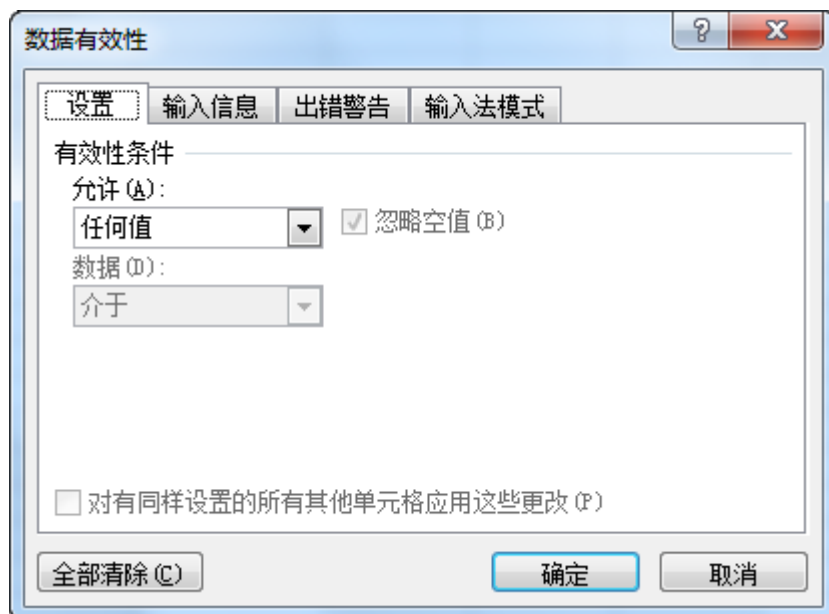 数据有效性
设置 输入信息 出错警告 输入法模式
有效性条件
允许(A):
任何值 忽略空值(B)
数据(D):
介于
对有同样设置的所有其他单元格应用这些更改(P)
全部清除(C) 确定 取消